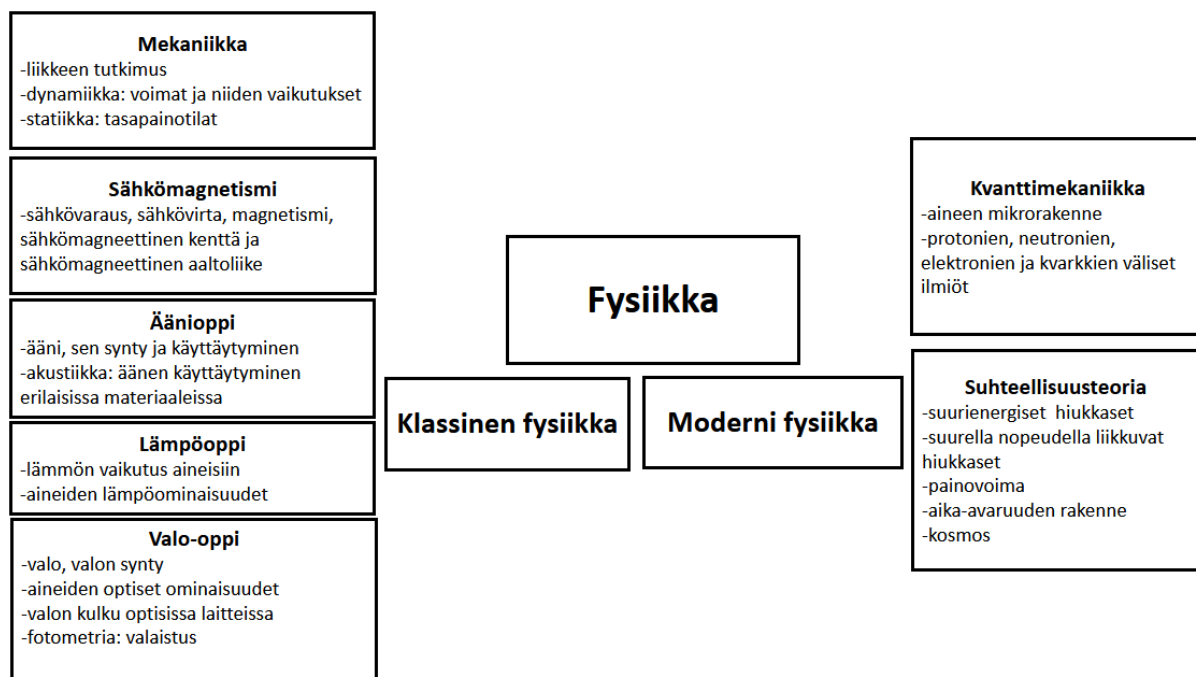 Mekaniikka
-liikkeen tutkimus
-dynamiikka: voimat ja niiden vaikutukset
-statiikka: tasapainotilat
Sähkömagnetismi
-sähkövaraus, sähkövirta, magnetismi,
sähkömagneettinen kenttä ja
sähkömagneettinen aaltoliike
Äänioppi
-ääni, sen synty ja käyttäytyminen
-akustiikka: äänen käyttäytyminen
erilaisissa materiaaleissa
Lämpöoppi
-lämmön vaikutus aineisiin
-aineiden lämpöominaisuudet
Valo-oppi
-valo, valon synty
-aineiden optiset ominaisuudet
-valon kulku optisissa laitteissa
-fotometria: valaistus
Fysiikka
Klassinen fysiikka
Moderni fysiikka
Kvanttimekaniikka
-aineen mikrorakenne
-protonien, neutronien,
elektronien ja kvarkkien väliset
ilmiöt
Suhteellisuusteoria
-suurienergiset hiukkaset
-suurella nopeudella liikkuvat
hiukkaset
-painovoima
-aika-avaruuden rakenne
-kosmos